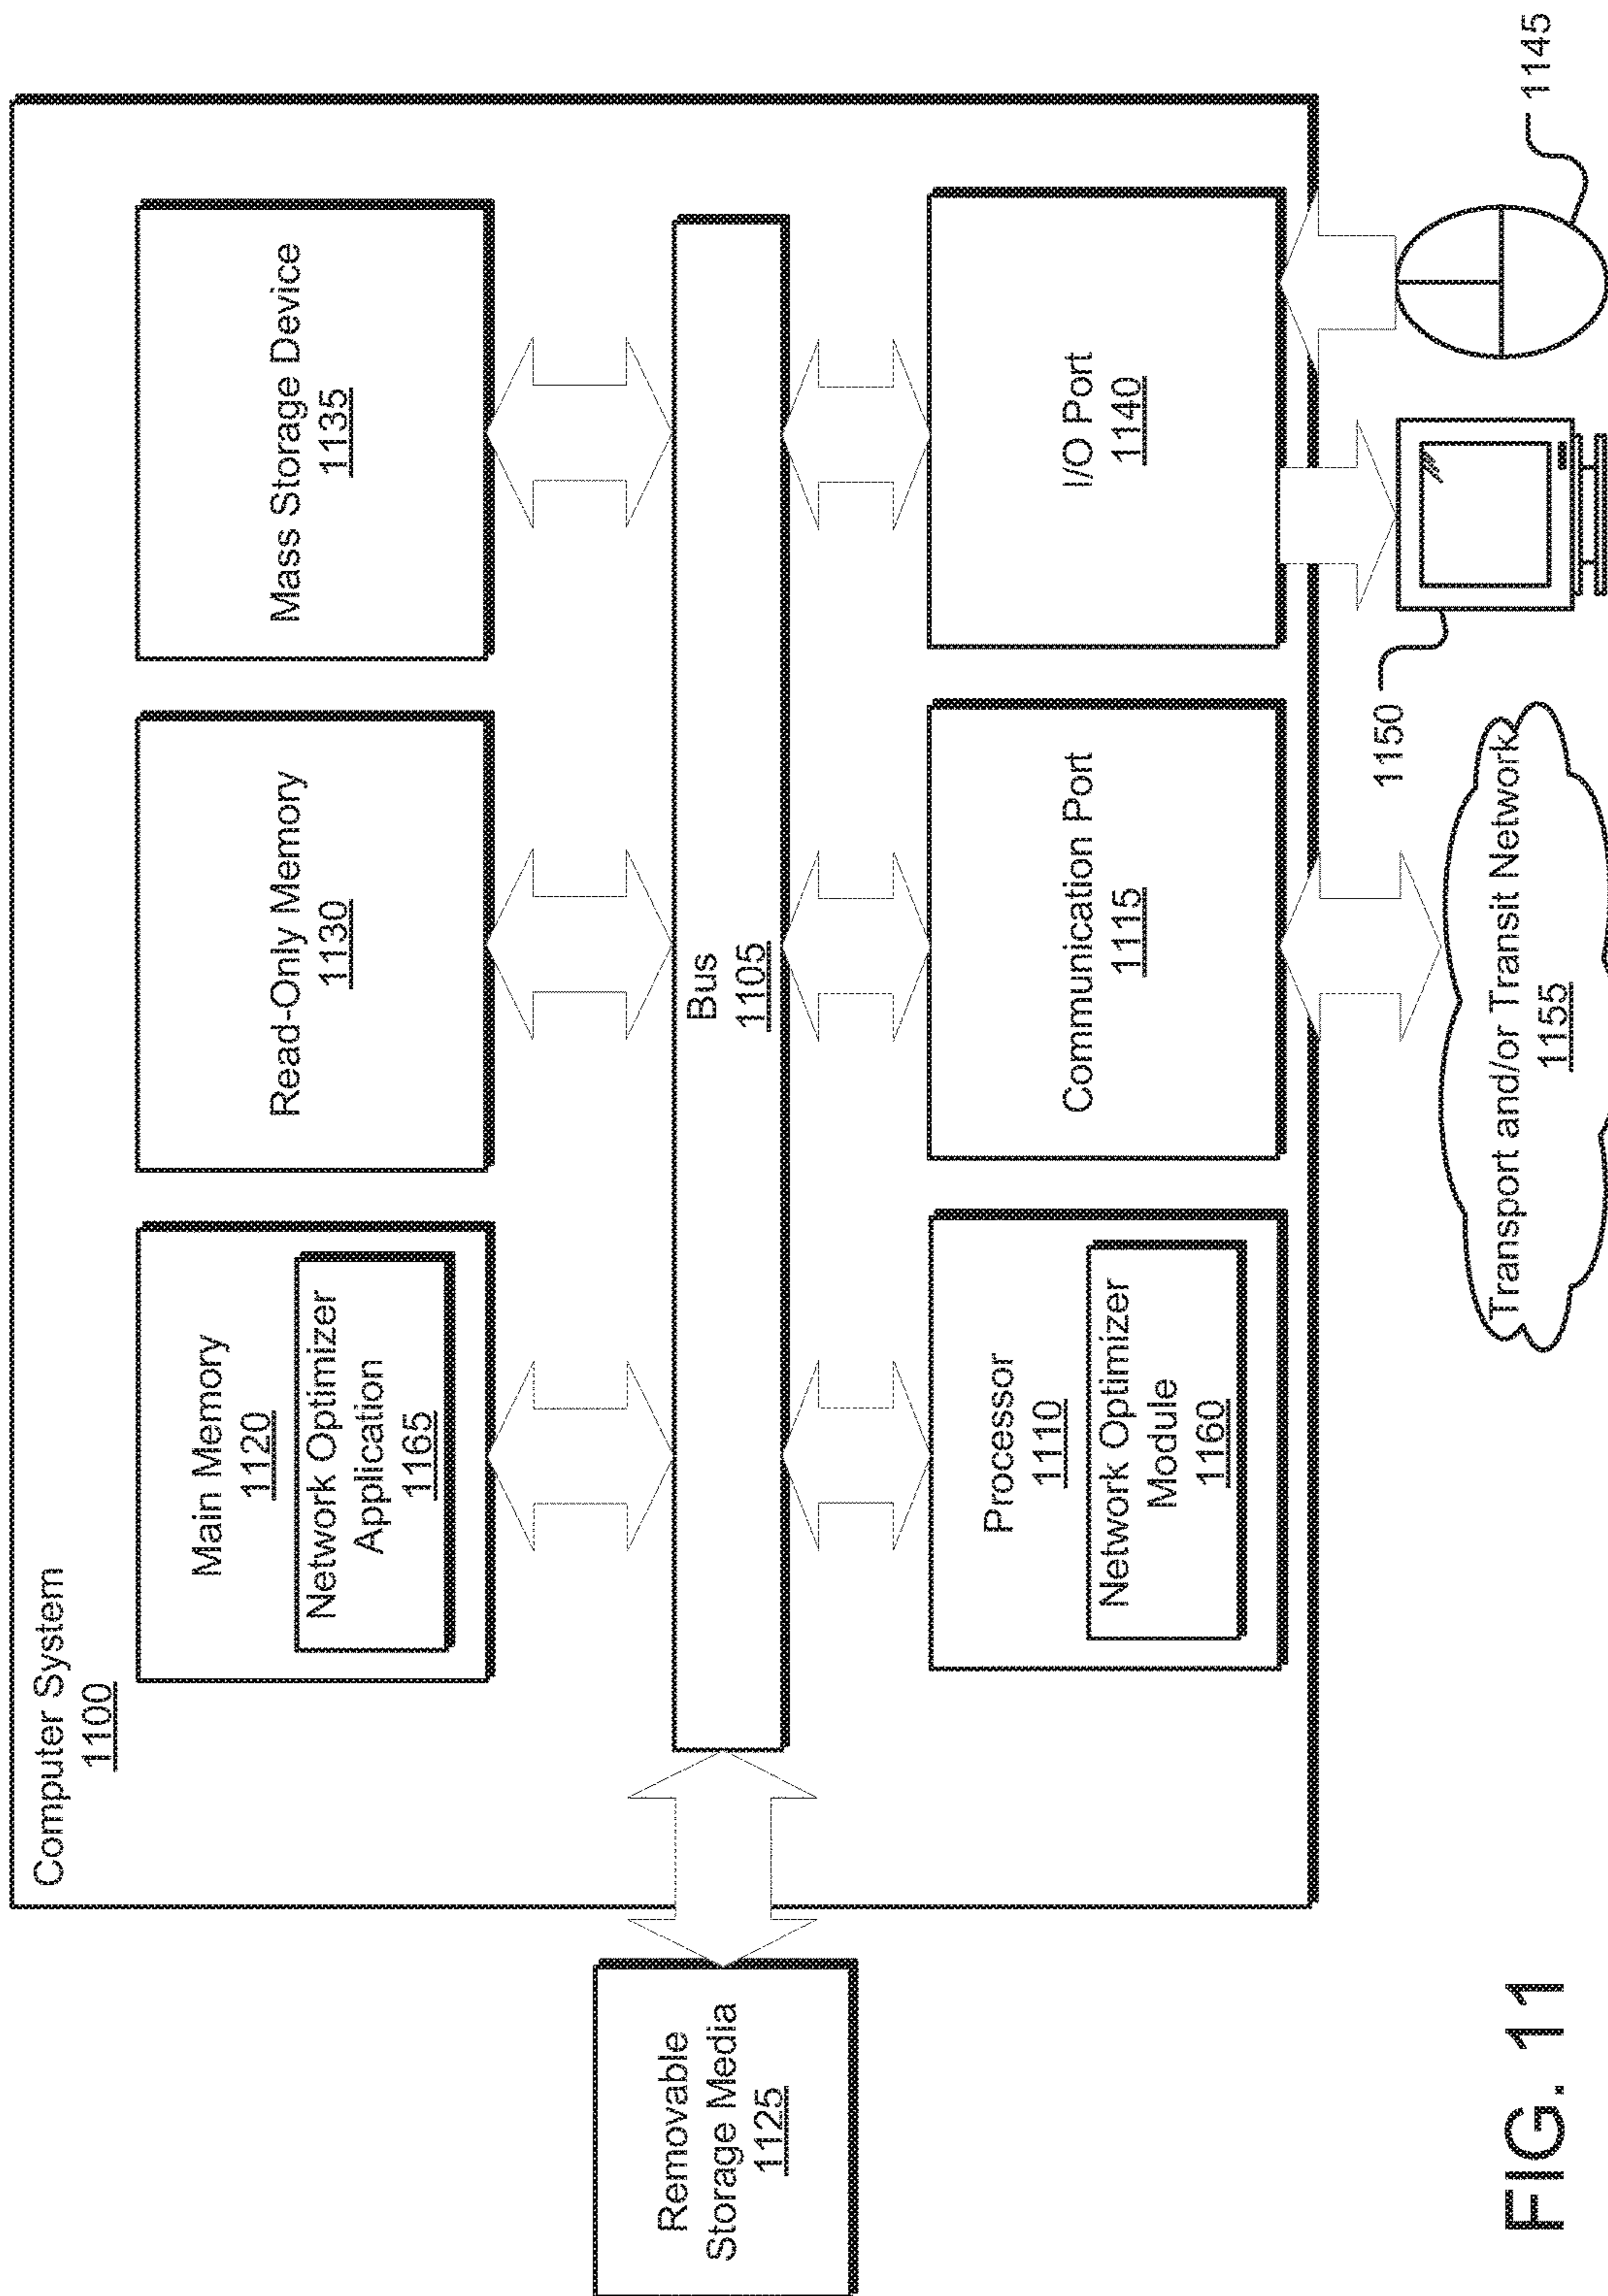 Computer System
1100
Main Memory
1120
Network Optimizer
Application
1165
Read-Only Memory
1130
Mass Storage Device
1135
Removable
Storage Media
1125
Bus
1105
Processor
1110
Network Optimizer
Module
1160
Communication Port
1115
I/O Port
1140
Transport and/or Transit Network
1155
1150
1145
FIG. 11